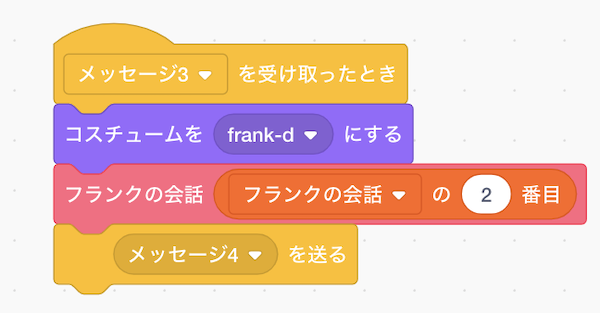 メッセージ3 を受け取ったとき
コスチュームを frank-d にする
フランクの会話 フランクの会話 の 2 番目
メッセージ4 を送る